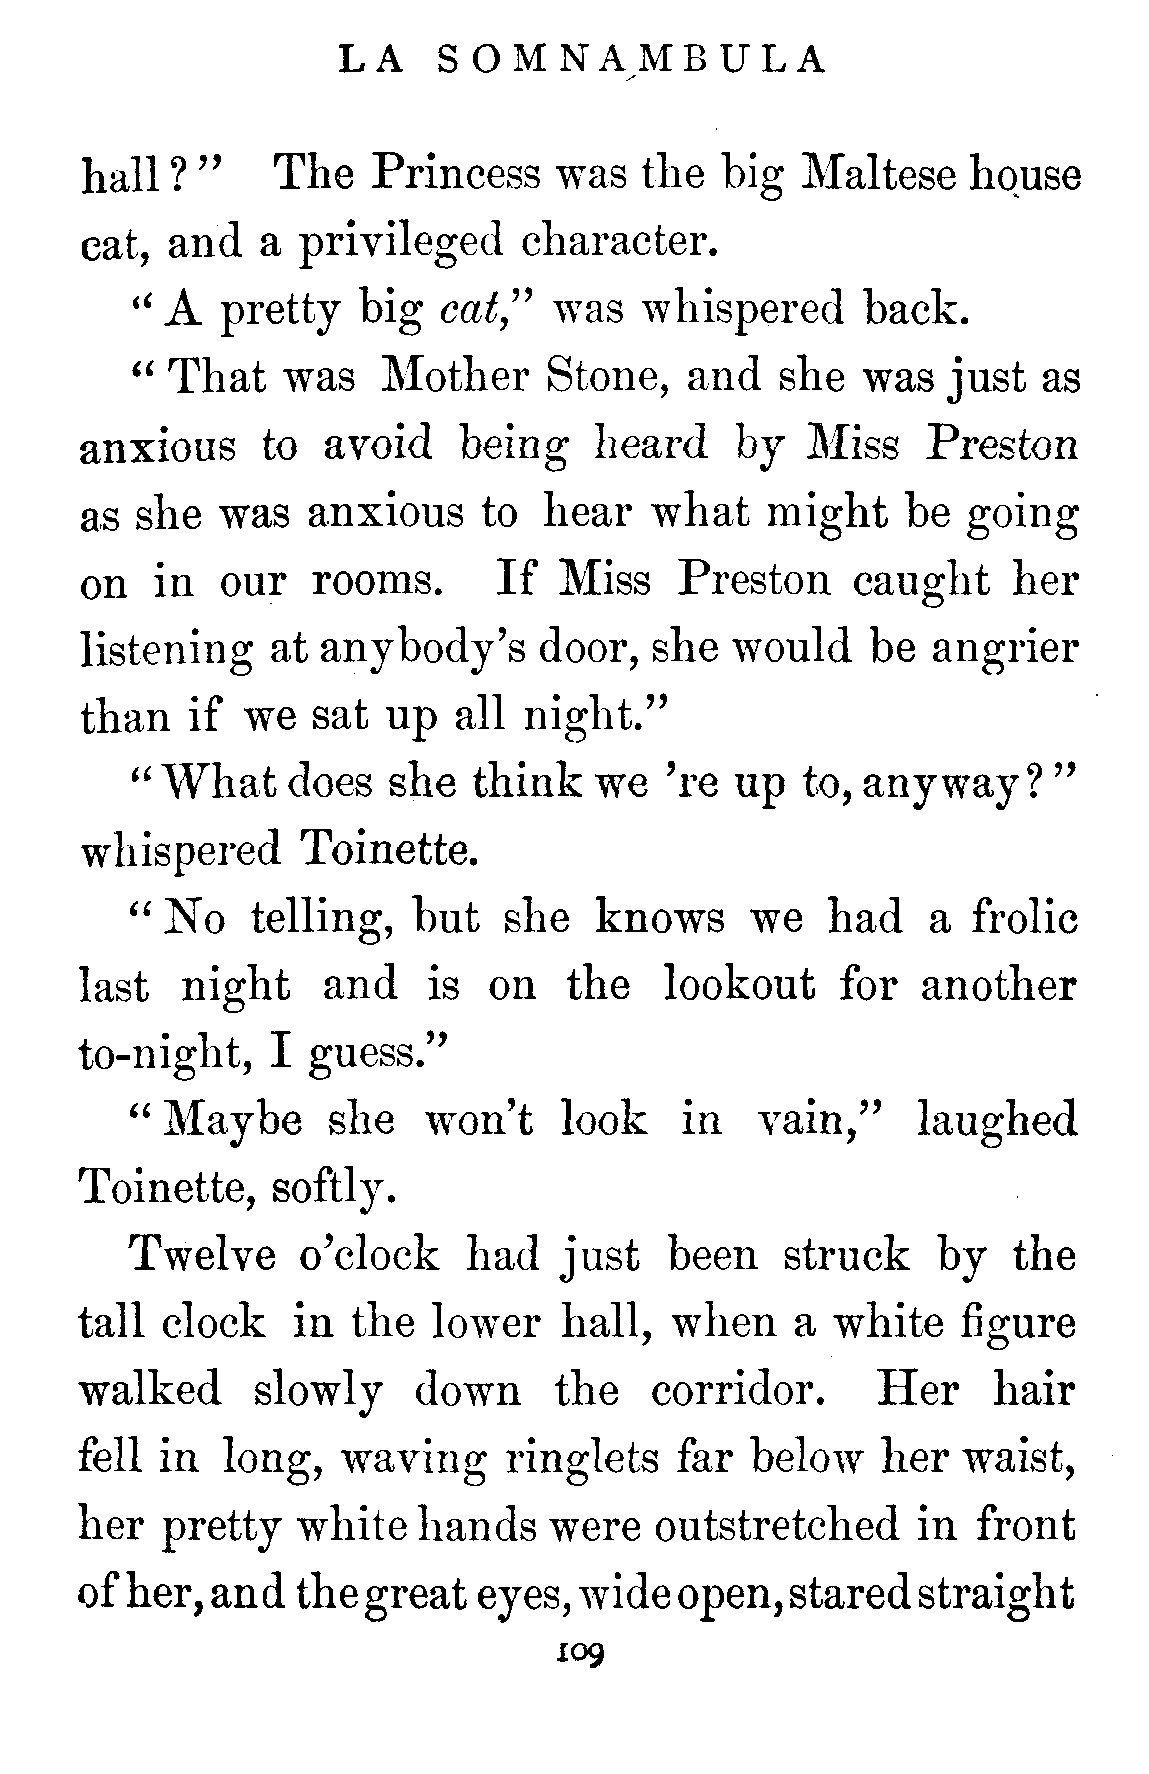 LA SOMNAMBULA
hall?" The Princess was the big Maltese house
cat, and a privileged character.
"A pretty big cat," was whispered back.
"That was Mother Stone, and she was just as
anxious to avoid being heard by Miss Preston
as she was anxious to hear what might be going
on in our rooms. If Miss Preston caught her
listening at anybody's door, she would be angrier
than if we sat up all night."
"What does she think we 're up to, anyway?"
whispered Toinette.
"No telling, but she knows we had a frolic
last night and is on the lookout for another
to-night, I guess."
"Maybe she won't look in vain," laughed
Toinette, softly.
Twelve o'clock had just been struck by the
tall clock in the lower hall, when a white figure
walked slowly down the corridor. Her hair
fell in long, waving ringlets far below her waist,
her pretty white hands were outstretched in front
of her, and the great eyes, wide open, stared straight
109